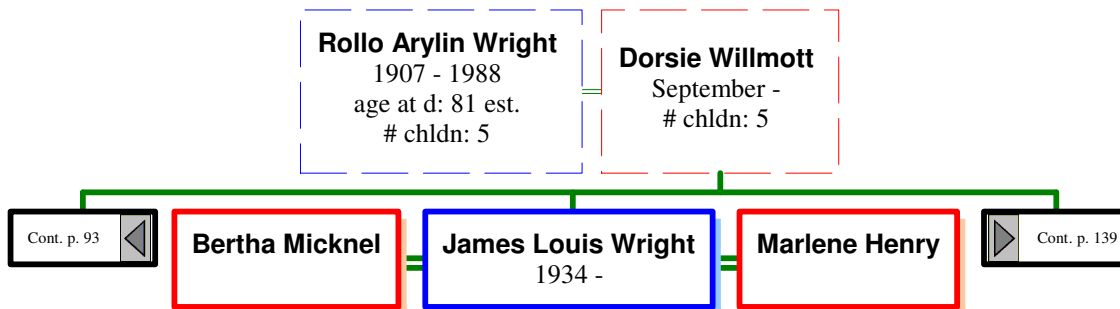 Rollo Arylin Wright
1907 - 1988
age at d: 81 est.
# chldn: 5
Dorsie Willmott
September -
# chldn: 5
Cont. p. 93
Bertha Micknel
James Louis Wright
1934 -
Marlene Henry
Cont. p. 139